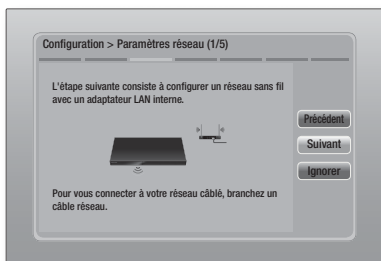 Configuration > Paramètres réseau (1/5)
L'étape suivante consiste à configurer un réseau sans fil
avec un adaptateur LAN interne.
Précédent
Suivant
Ignorer
Pour vous connecter à votre réseau câblé, branchez un
câble réseau.